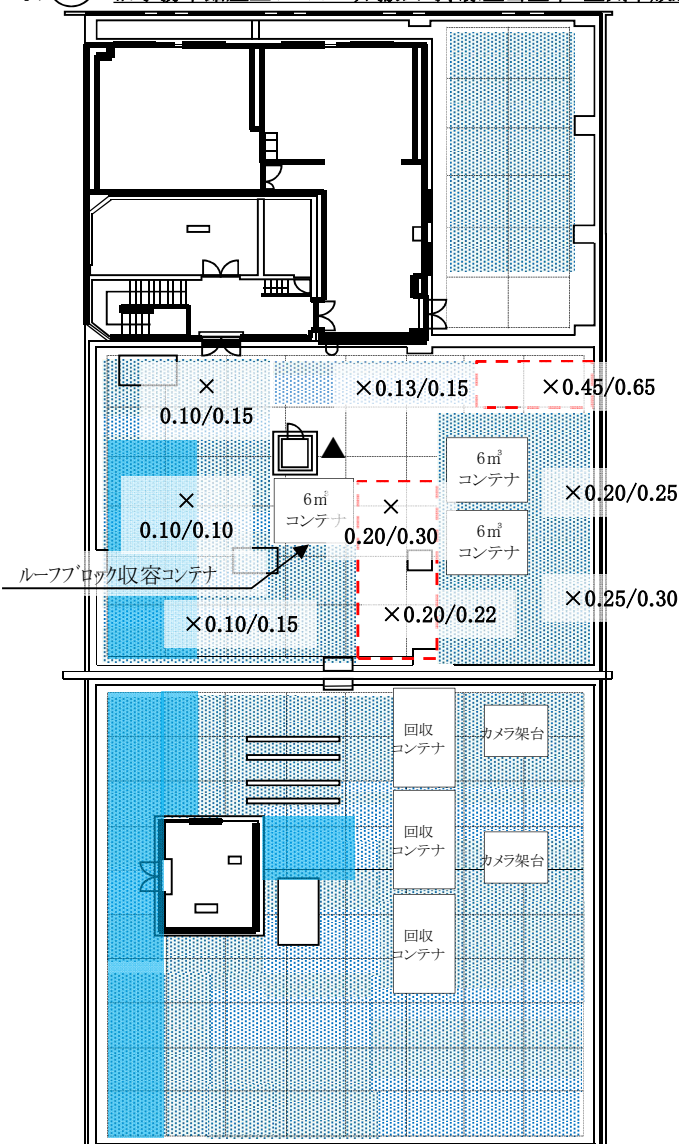 ×0.13/0.15
×0.45/0.65
×
0.10/0.15
6㎥
コンテナ
×0.20/0.25
×
0.10/0.10
6㎥
コンテナ
×
0.20/0.30
6㎥
コンテナ
ルーフブロック収容コンテナ
×0.25/0.30
×0.10/0.15
×0.20/0.22
回収
コンテナ
カメラ架台
回収
コンテナ
カメラ架台
回収
コンテナ